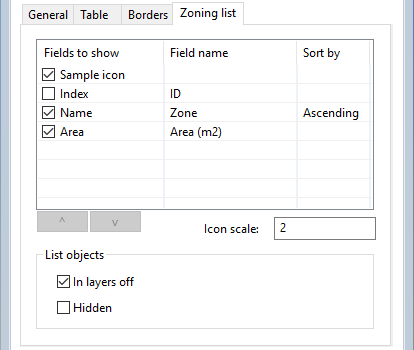 General Table Borders Zoning list
Fields to show Field name Sort by
Sample icon
Index ID
Name Zone Ascending
Area Area (m2)
^ v Icon scale: 2
List objects
In layers off
Hidden